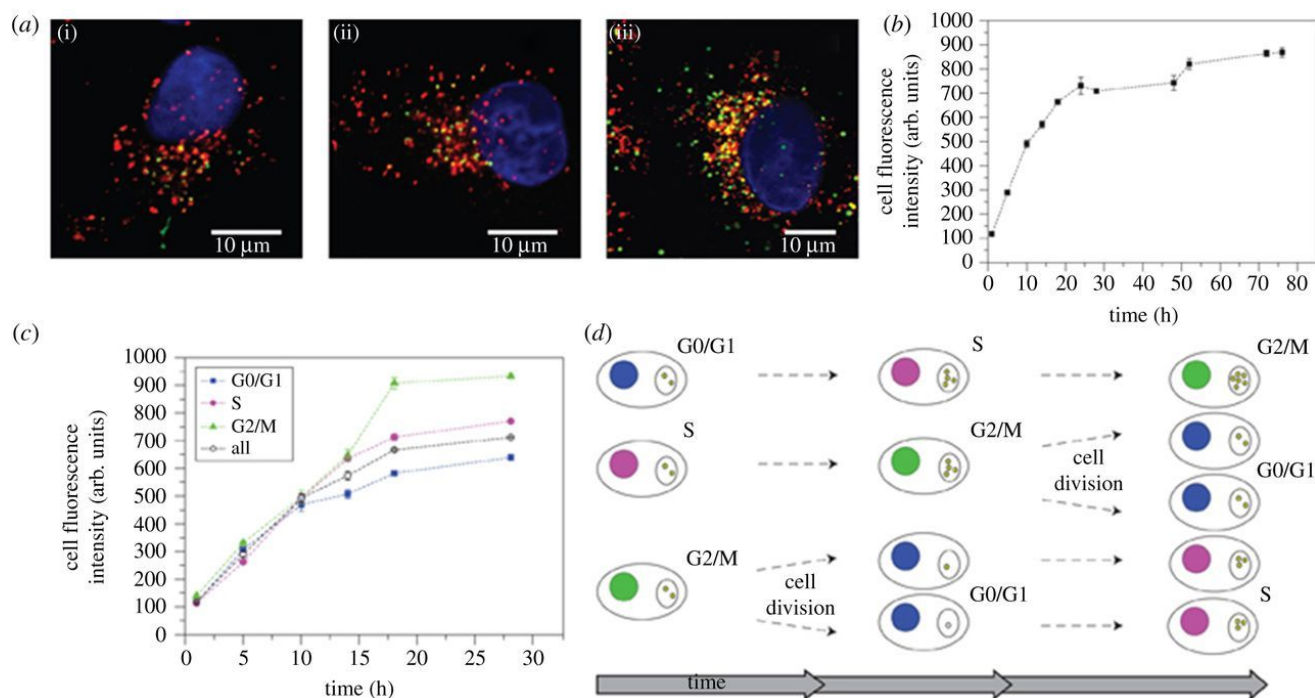 (a)
(i)
10 µm
(ii)
10 µm
(iii)
10 µm
(b)
cell fluorescence
intensity (arb. units)
1000
900
800
700
600
500
400
300
200
100
0
0 10 20 30 40 50 60 70 80
time (h)
(c)
cell fluorescence
intensity (arb. units)
1000
900
800
700
600
500
400
300
200
100
0
G0/G1
S
G2/M
all
0 5 10 15 20 25 30
time (h)
(d)
G0/G1
S
G2/M
S
G2/M
cell
division
G0/G1
G2/M
cell
division
G0/G1
S
time